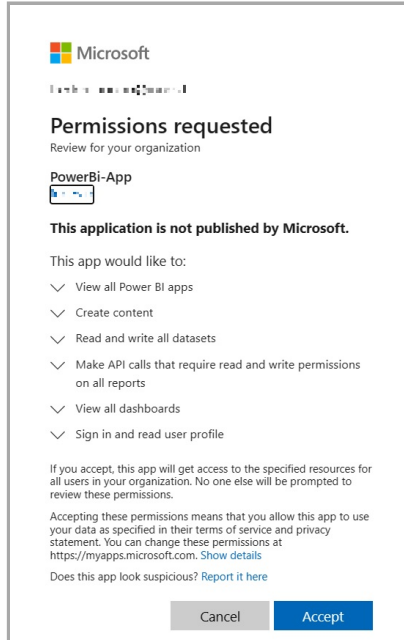 Microsoft
Permissions requested
Review for your organization
PowerBi-App
This application is not published by Microsoft.
This app would like to:
View all Power BI apps
Create content
Read and write all datasets
Make API calls that require read and write permissions
on all reports
View all dashboards
Sign in and read user profile
If you accept, this app will get access to the specified resources for
all users in your organization. No one else will be prompted to
review these permissions.
Accepting these permissions means that you allow this app to use
your data as specified in their terms of service and privacy
statement. You can change these permissions at
https://myapps.microsoft.com. Show details
Does this app look suspicious? Report it here
Cancel Accept